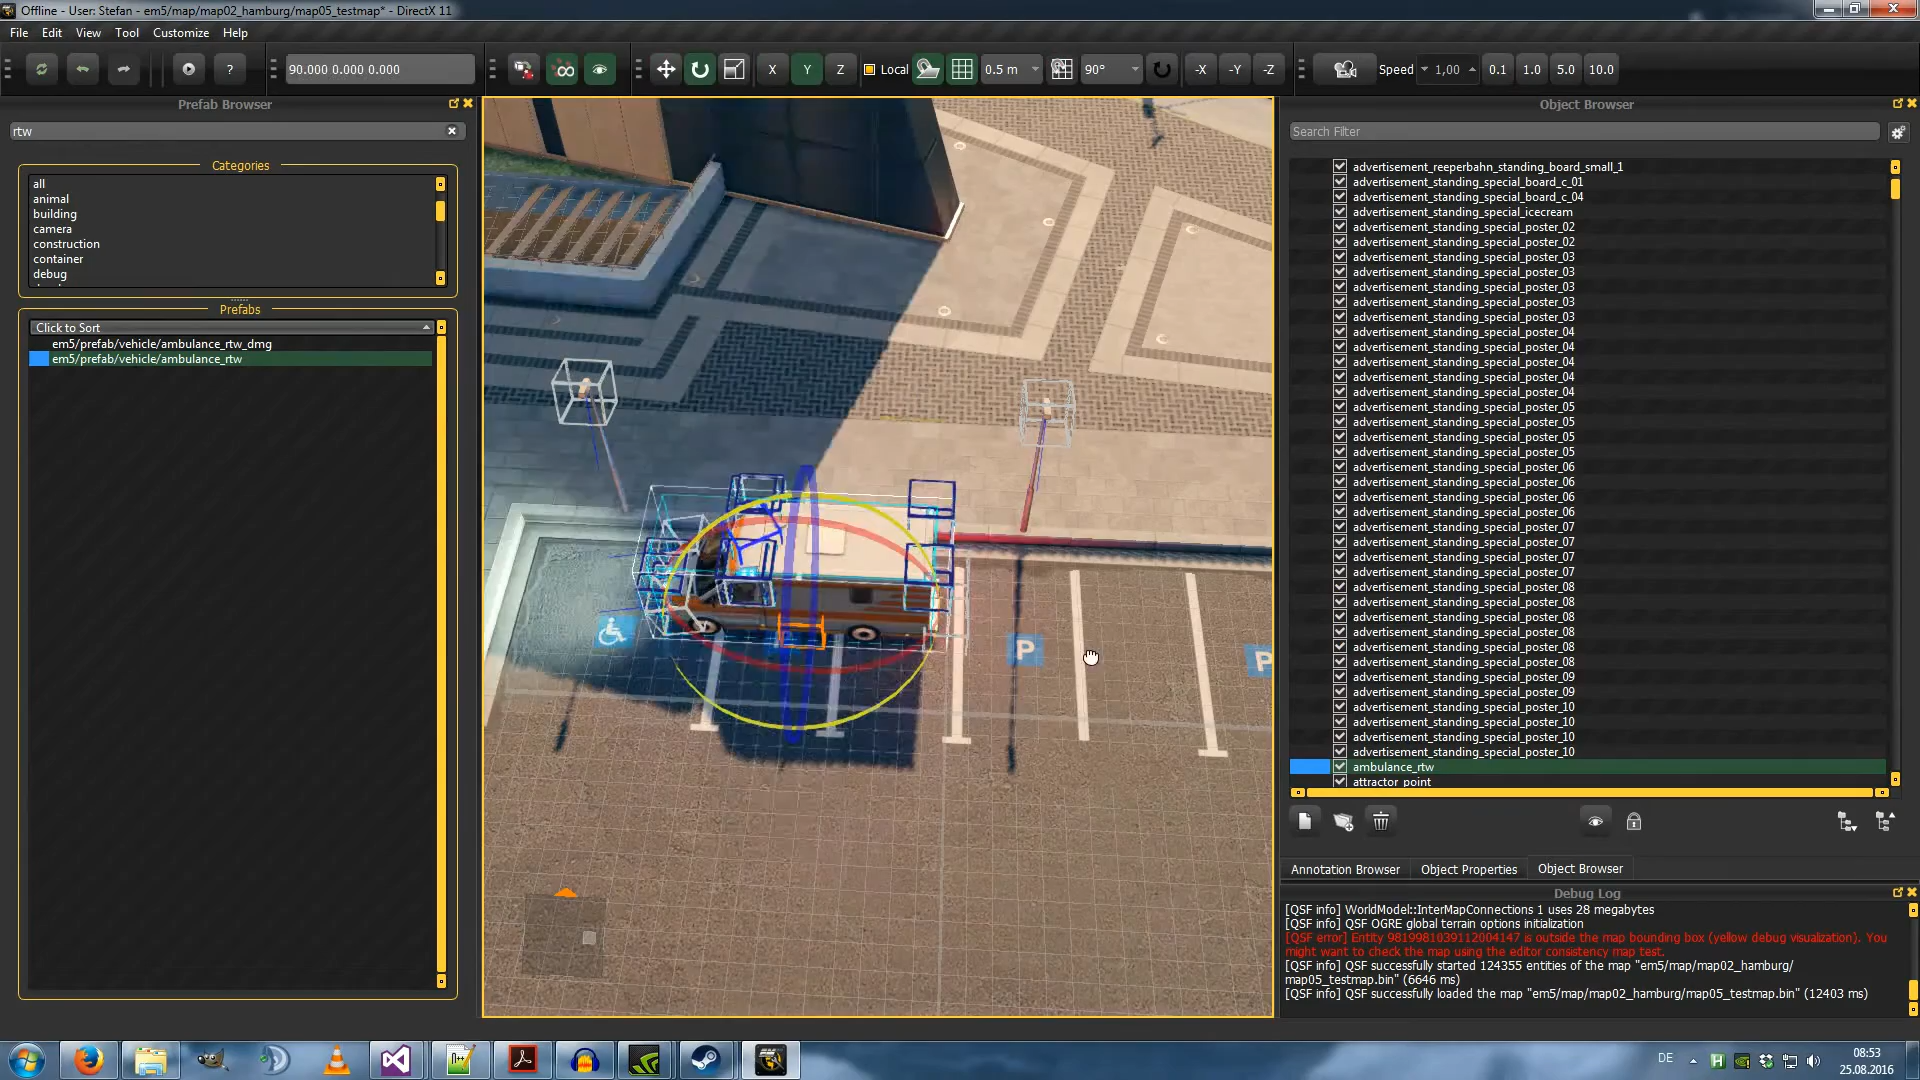 Offline - User: Stefan - em5/map/map02_hamburg/map05_testmap* - DirectX 11
File Edit View Tool Customize Help
? 90.000 0.000 0.000 X Y Z Local 0.5 m 90° -X -Y -Z Speed 1,00 0.1 1.0 5.0 10.0
Prefab Browser
rtw
Categories
all
animal
building
camera
construction
container
debug
Prefabs
Click to Sort
em5/prefab/vehicle/ambulance_rtw_dmg
em5/prefab/vehicle/ambulance_rtw
P
P
Object Browser
Search Filter
advertisement_reeperbahn_standing_board_small_1
advertisement_standing_special_board_c_01
advertisement_standing_special_board_c_04
advertisement_standing_special_icecream
advertisement_standing_special_poster_02
advertisement_standing_special_poster_02
advertisement_standing_special_poster_03
advertisement_standing_special_poster_03
advertisement_standing_special_poster_03
advertisement_standing_special_poster_03
advertisement_standing_special_poster_03
advertisement_standing_special_poster_04
advertisement_standing_special_poster_04
advertisement_standing_special_poster_04
advertisement_standing_special_poster_04
advertisement_standing_special_poster_04
advertisement_standing_special_poster_05
advertisement_standing_special_poster_05
advertisement_standing_special_poster_05
advertisement_standing_special_poster_05
advertisement_standing_special_poster_06
advertisement_standing_special_poster_06
advertisement_standing_special_poster_06
advertisement_standing_special_poster_06
advertisement_standing_special_poster_07
advertisement_standing_special_poster_07
advertisement_standing_special_poster_07
advertisement_standing_special_poster_07
advertisement_standing_special_poster_08
advertisement_standing_special_poster_08
advertisement_standing_special_poster_08
advertisement_standing_special_poster_08
advertisement_standing_special_poster_08
advertisement_standing_special_poster_08
advertisement_standing_special_poster_09
advertisement_standing_special_poster_09
advertisement_standing_special_poster_10
advertisement_standing_special_poster_10
advertisement_standing_special_poster_10
advertisement_standing_special_poster_10
ambulance_rtw
attractor_point
Annotation Browser Object Properties Object Browser
Debug Log
[QSF info] WorldModel::InterMapConnections 1 uses 28 megabytes
[QSF info] QSF OGRE global terrain options initialization
[QSF error] Entity 9819981039112004147 is outside the map bounding box (yellow debug visualization). You
might want to check the map using the editor consistency map test.
[QSF info] QSF successfully started 124355 entities of the map "em5/map/map02_hamburg/
map05_testmap.bin" (6646 ms)
[QSF info] QSF successfully loaded the map "em5/map/map02_hamburg/map05_testmap.bin" (12403 ms)
DE
08:53
25.08.2016